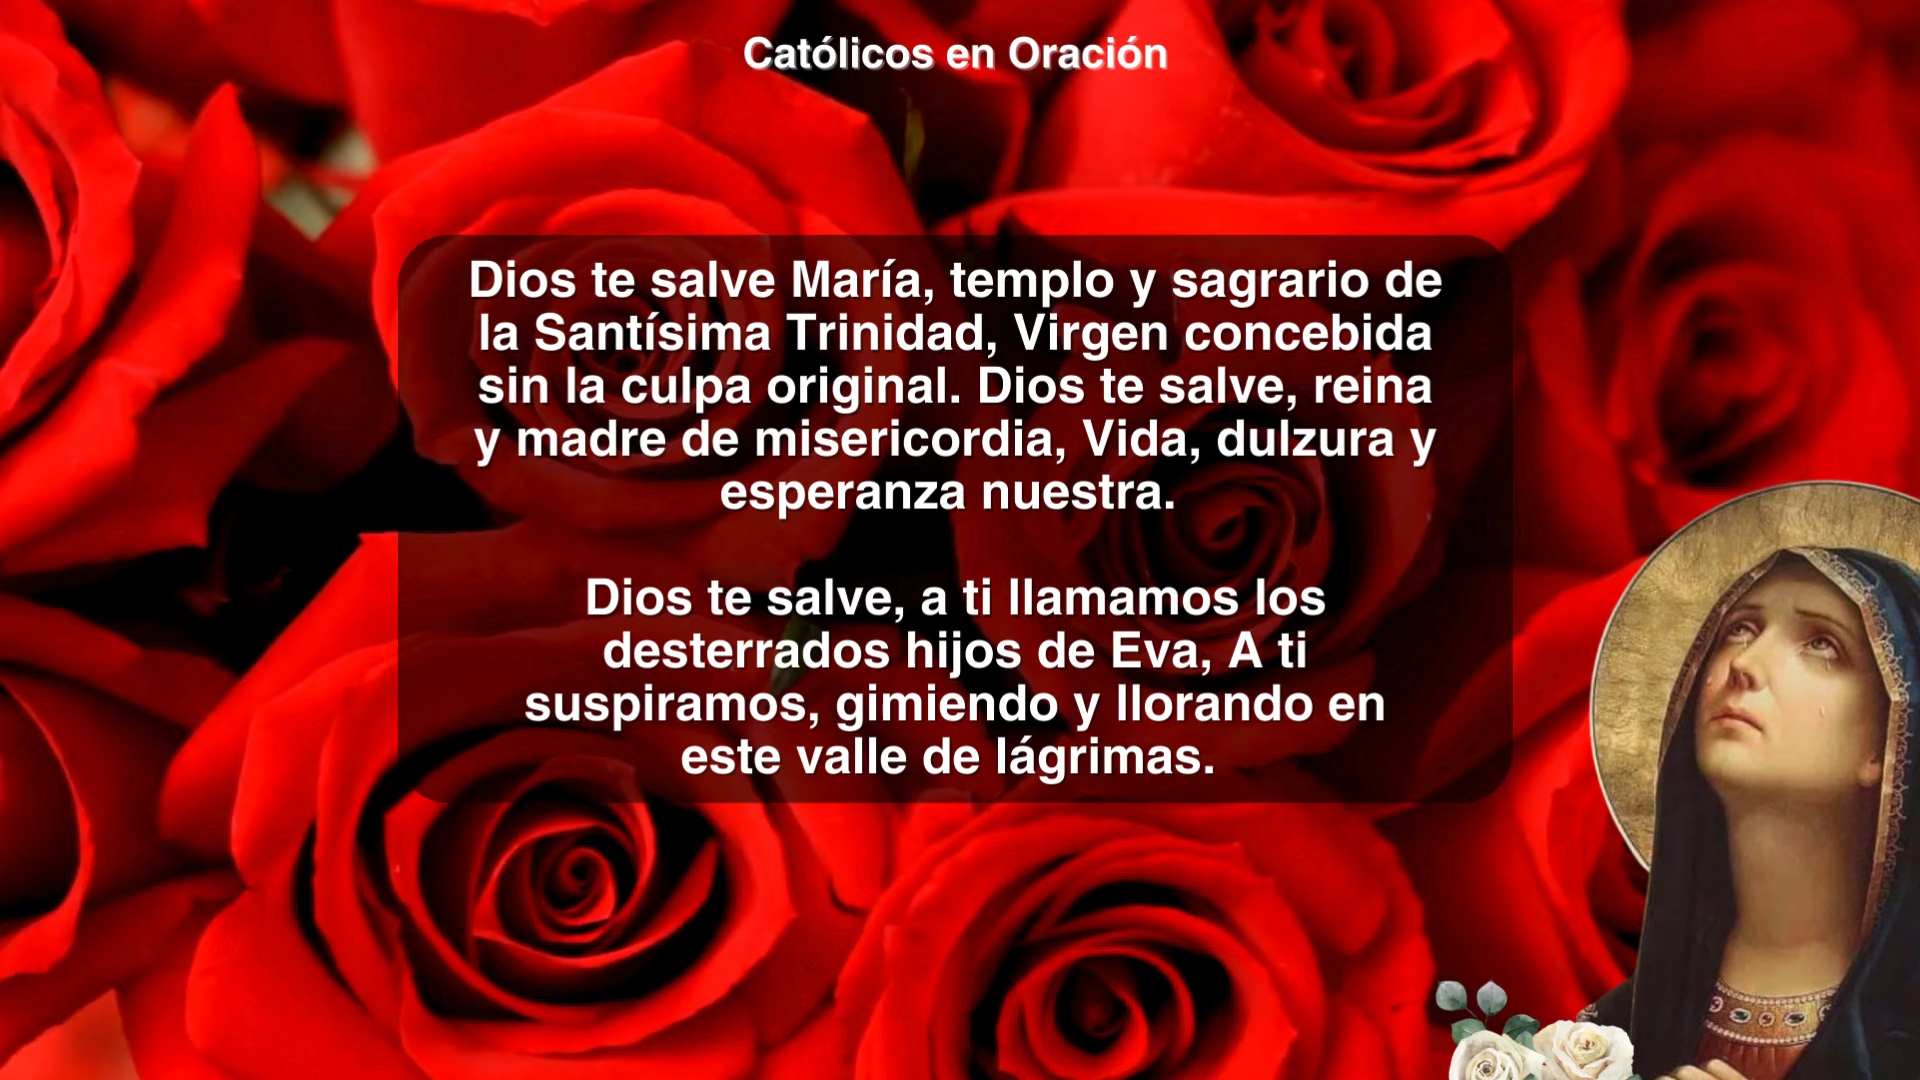 Católicos en Oración
Dios te salve María, templo y sagrario de
la Santísima Trinidad, Virgen concebida
sin la culpa original. Dios te salve, reina
y madre de misericordia, Vida, dulzura y
esperanza nuestra.
Dios te salve, a ti llamamos los
desterrados hijos de Eva, A ti
suspiramos, gimiendo y llorando en
este valle de lágrimas.